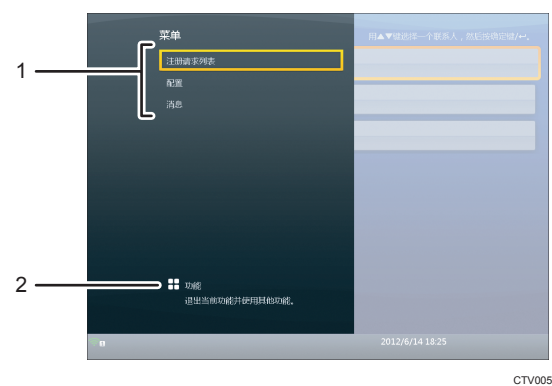 菜单
用▲▼键选择一个联系人，然后按确定键/↵。
1
注册请求列表
配置
消息
2
功能
退出当前功能并使用其他功能。
2012/6/14 18:25
CTV005